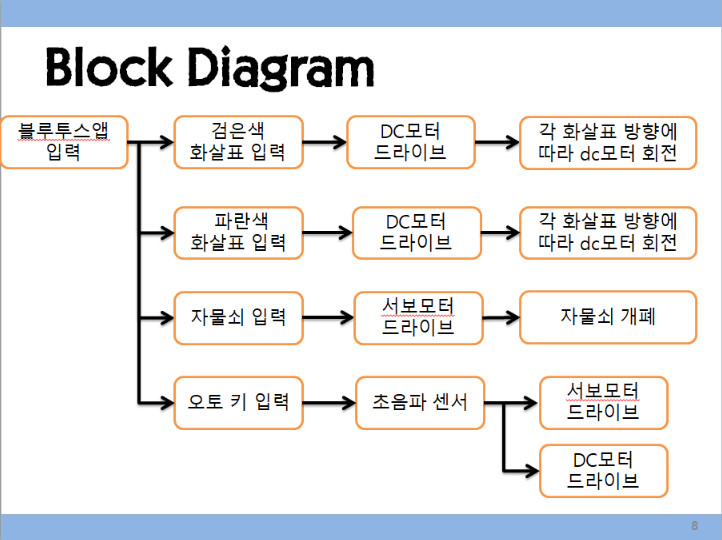 Block Diagram
블루투스앱
입력
검은색
화살표 입력
DC모터
드라이브
각 화살표 방향에
따라 dc모터 회전
파란색
화살표 입력
DC모터
드라이브
각 화살표 방향에
따라 dc모터 회전
자물쇠 입력
서보모터
드라이브
자물쇠 개폐
오토 키 입력
초음파 센서
서보모터
드라이브
DC모터
드라이브
8